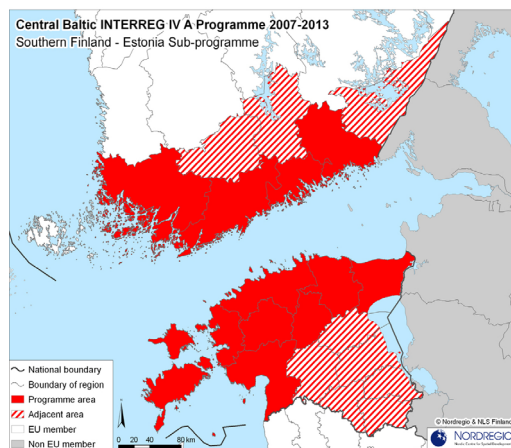 Central Baltic INTERREG IV A Programme 2007-2013
Southern Finland - Estonia Sub-programme
National boundary
Boundary of region
Programme area
Adjacent area
EU member
Non EU member
0 20 40 80 km
© Nordregio & NLS Finland
NORDREGIO